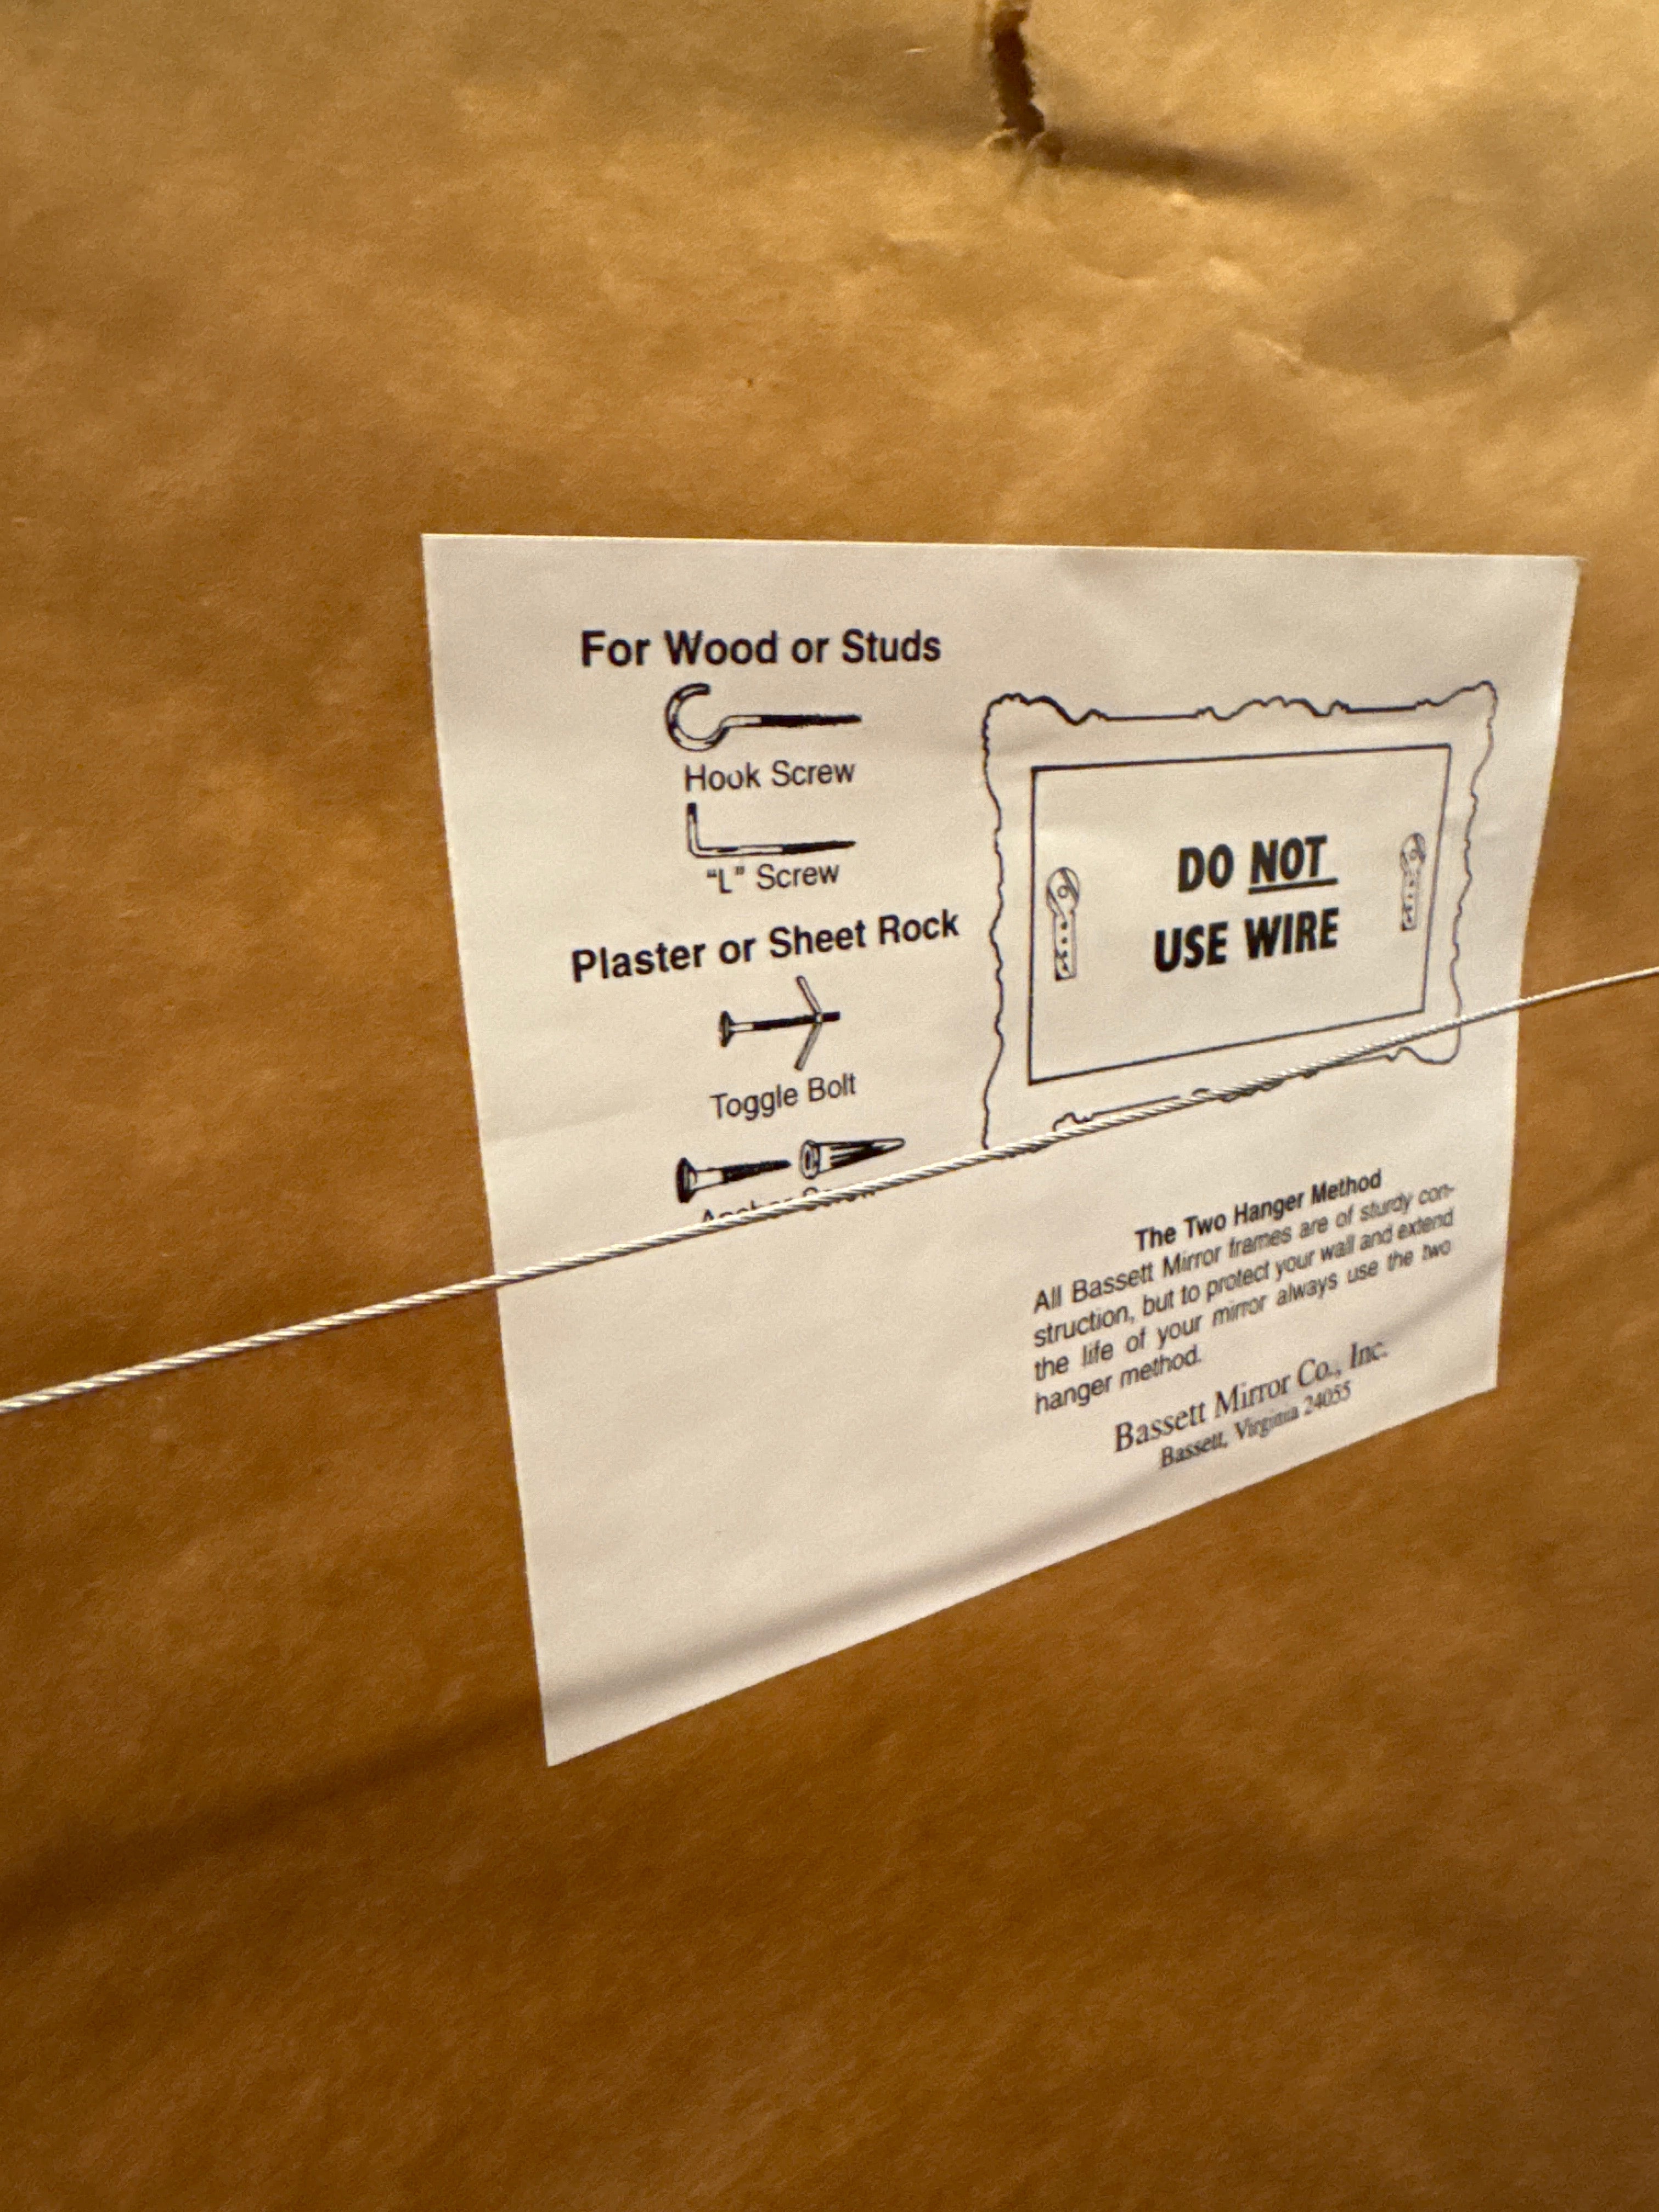 For Wood or Studs
Hook Screw
"L" Screw
Plaster or Sheet Rock
Toggle Bolt
DO NOT
USE WIRE
The Two Hanger Method
All Bassett Mirror frames are of sturdy con-
struction, but to protect your wall and extend
the life of your mirror always use the two
hanger method.
Bassett Mirror Co., Inc.
Bassett, Virginia 24055